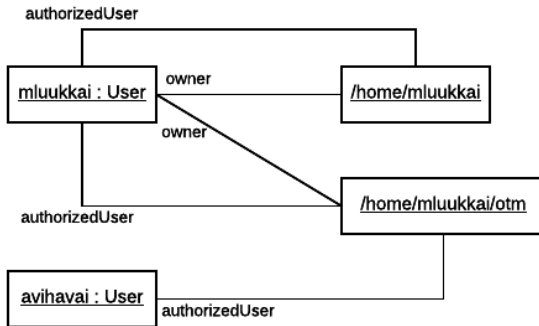 authorizedUser
mluukkai : User
owner
/home/mluukkai
owner
authorizedUser
/home/mluukkai/otm
avihavai : User
authorizedUser